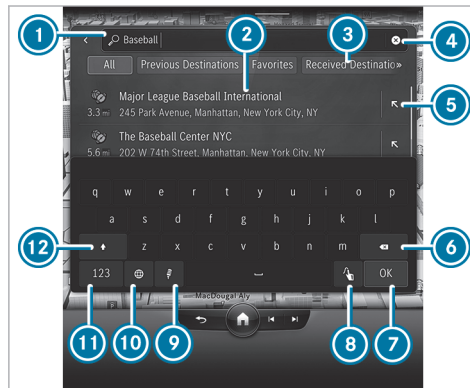 1 Baseball 2 3 4
All Previous Destinations Favorites Received Destinatio»
Major League Baseball International 5
3.3 mi 245 Park Avenue, Manhattan, New York City, NY
The Baseball Center NYC
5.6 mi 202 W 74th Street, Manhattan, New York City, NY
q w e r t y u i o p
a s d f g h j k l
12 z x c v b n m 6
123 OK
MacDougal Aly
11 10 9 8 7